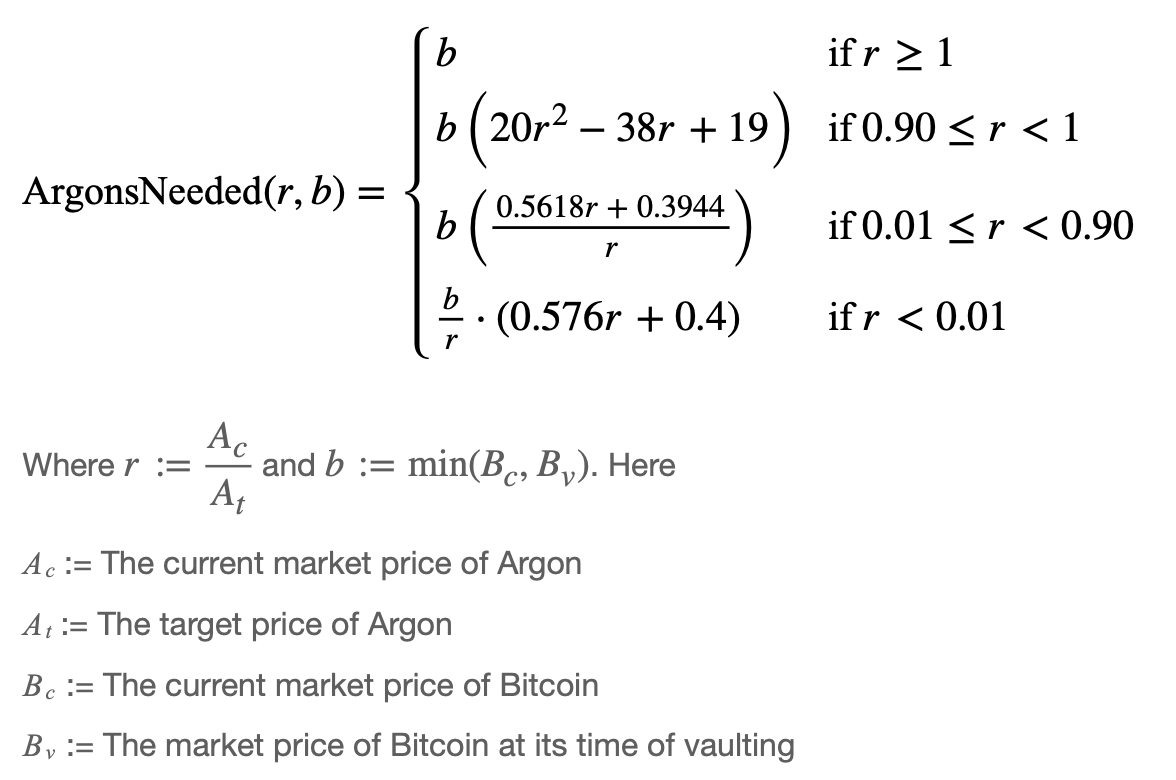 ArgonsNeeded(r, b) =
b if r ≥ 1
b (20r² − 38r + 19) if 0.90 ≤ r < 1
b ((0.5618r + 0.3944) / r) if 0.01 ≤ r < 0.90
b/r · (0.576r + 0.4) if r < 0.01
Where r := A_c/A_t and b := min(B_c, B_v). Here
A_c := The current market price of Argon
A_t := The target price of Argon
B_c := The current market price of Bitcoin
B_v := The market price of Bitcoin at its time of vaulting